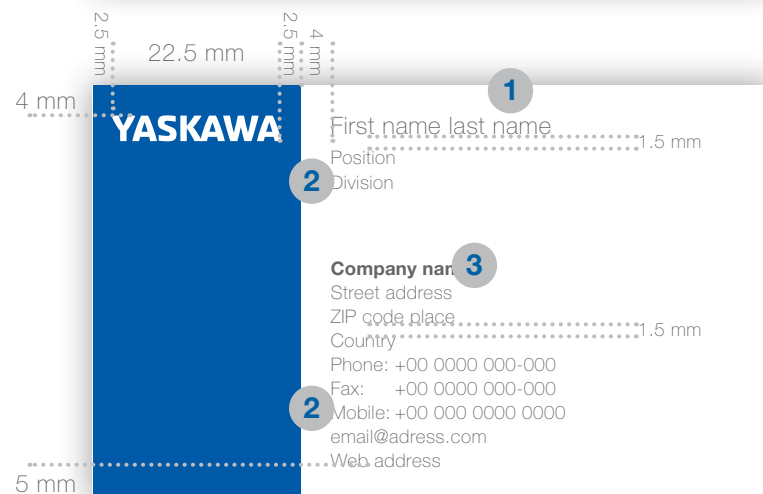 2.5 mm
22.5 mm
2.5 mm
4 mm
4 mm
1
YASKAWA
First name last name
1.5 mm
Position
2
Division
Company nam
3
Street address
ZIP code place
1.5 mm
Country
Phone: +00 0000 000-000
Fax: +00 0000 000-000
2
Mobile: +00 000 0000 0000
email@adress.com
Web address
5 mm